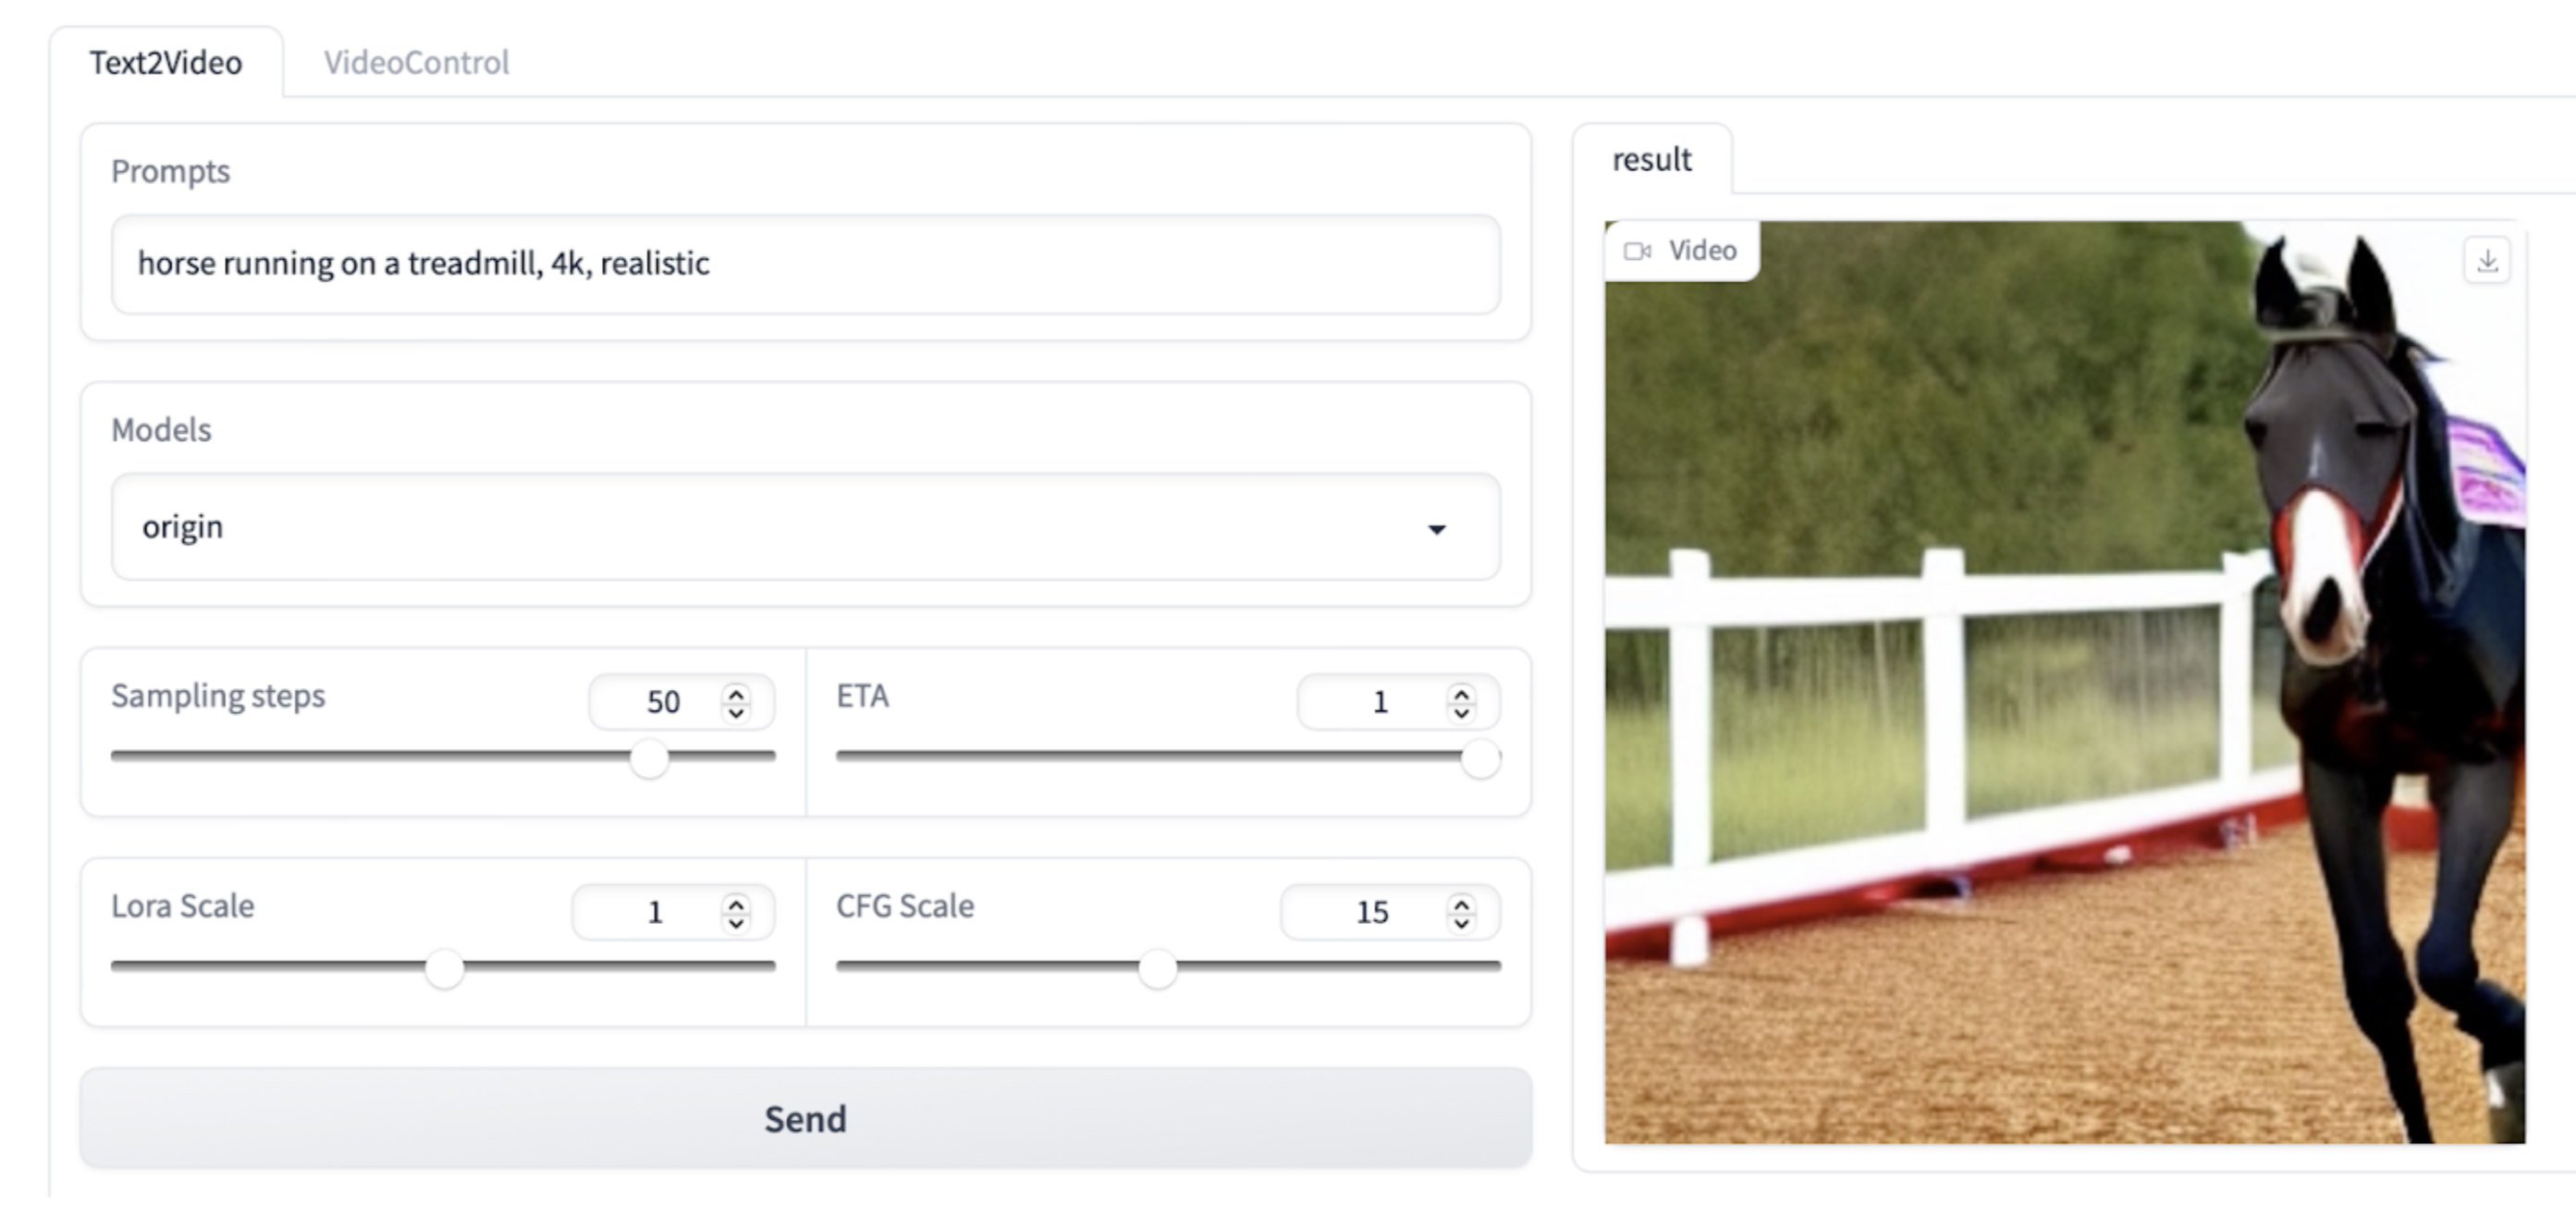 Text2Video
VideoControl
Prompts
horse running on a treadmill, 4k, realistic
Models
origin
Sampling steps
50
ETA
1
Lora Scale
1
CFG Scale
15
Send
result
Video